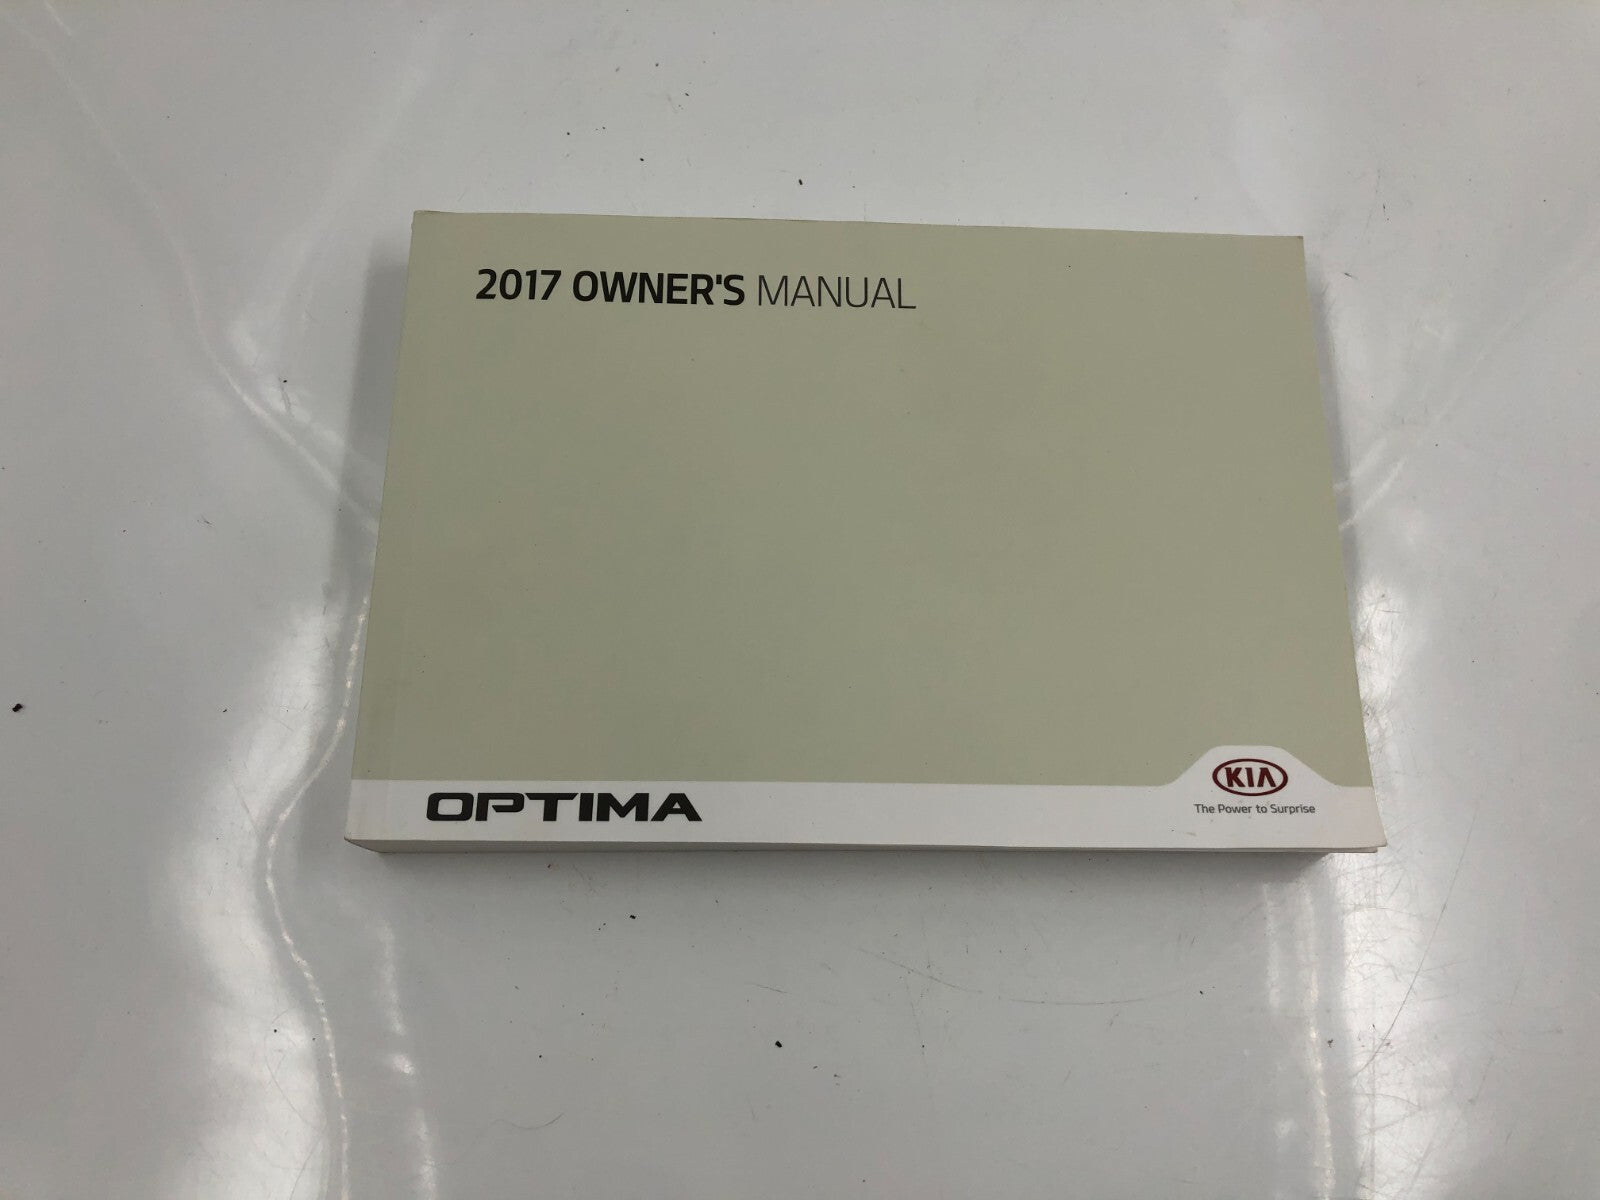 2017 OWNER'S MANUAL
OPTIMA
KIA
The Power to Surprise